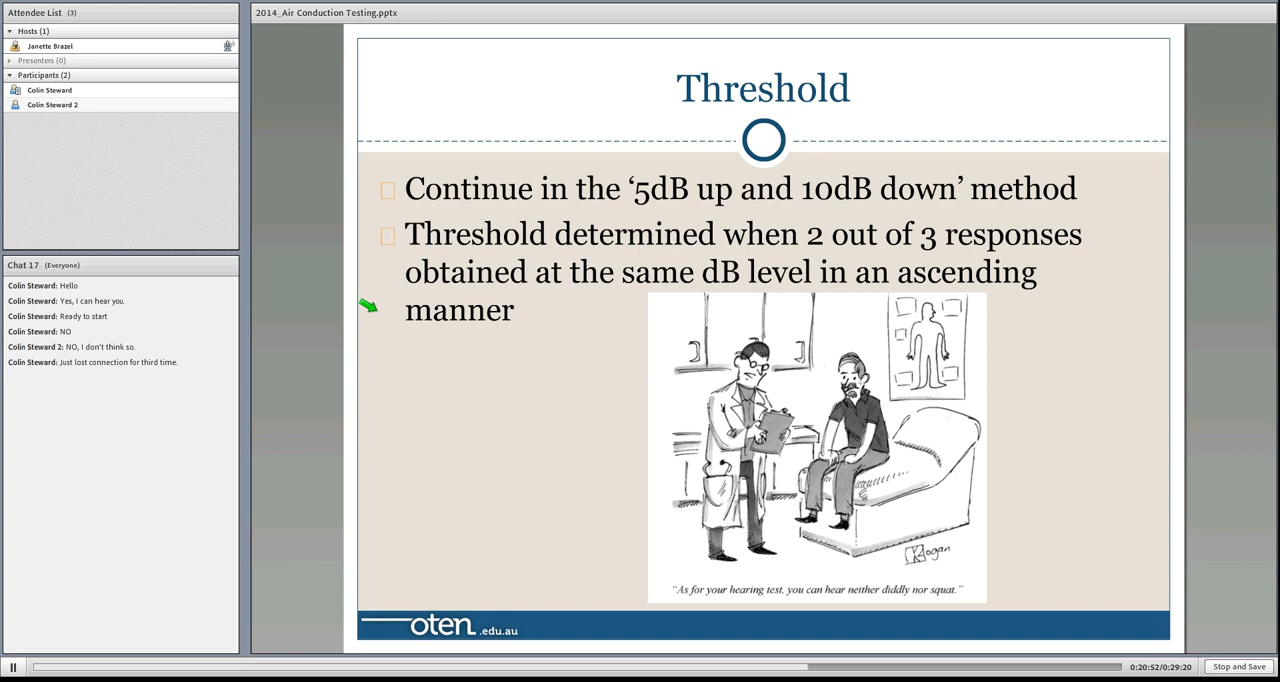 Attendee List (3)
Hosts (1)
Janette Brazel
Presenters (0)
Participants (2)
Colin Steward
Colin Steward 2
Chat 17 (Everyone)
Colin Steward: Hello
Colin Steward: Yes, I can hear you.
Colin Steward: Ready to start
Colin Steward: NO
Colin Steward 2: NO, I don't think so.
Colin Steward: Just lost connection for third time.
2014_Air Conduction Testing.pptx
Threshold
Continue in the ‘5dB up and 10dB down’ method
Threshold determined when 2 out of 3 responses
obtained at the same dB level in an ascending
manner
Kogan
“As for your hearing test, you can hear neither diddly nor squat.”
oten.edu.au
0:20:52/0:29:20
Stop and Save